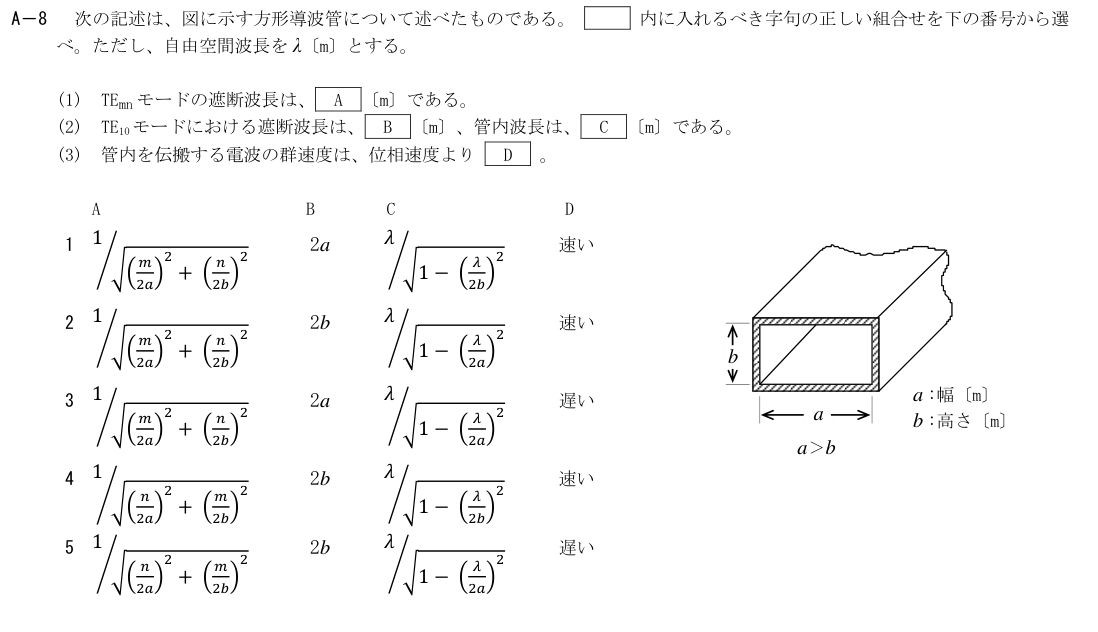 A－8　次の記述は、図に示す方形導波管について述べたものである。 □ 内に入れるべき字句の正しい組合せを下の番号から選
べ。ただし、自由空間波長をλ〔m〕とする。
(1)　TEmnモードの遮断波長は、 A 〔m〕である。
(2)　TE₁₀モードにおける遮断波長は、 B 〔m〕、管内波長は、 C 〔m〕である。
(3)　管内を伝搬する電波の群速度は、位相速度より D 。
A　B　C　D
1　1/√((m/2a)² + (n/2b)²)　2a　λ/√(1－(λ/2b)²)　速い
2　1/√((m/2a)² + (n/2b)²)　2b　λ/√(1－(λ/2a)²)　速い
3　1/√((m/2a)² + (n/2b)²)　2a　λ/√(1－(λ/2a)²)　遅い
4　1/√((n/2a)² + (m/2b)²)　2b　λ/√(1－(λ/2b)²)　速い
5　1/√((n/2a)² + (m/2b)²)　2b　λ/√(1－(λ/2a)²)　遅い
b
a
a>b
a：幅〔m〕
b：高さ〔m〕